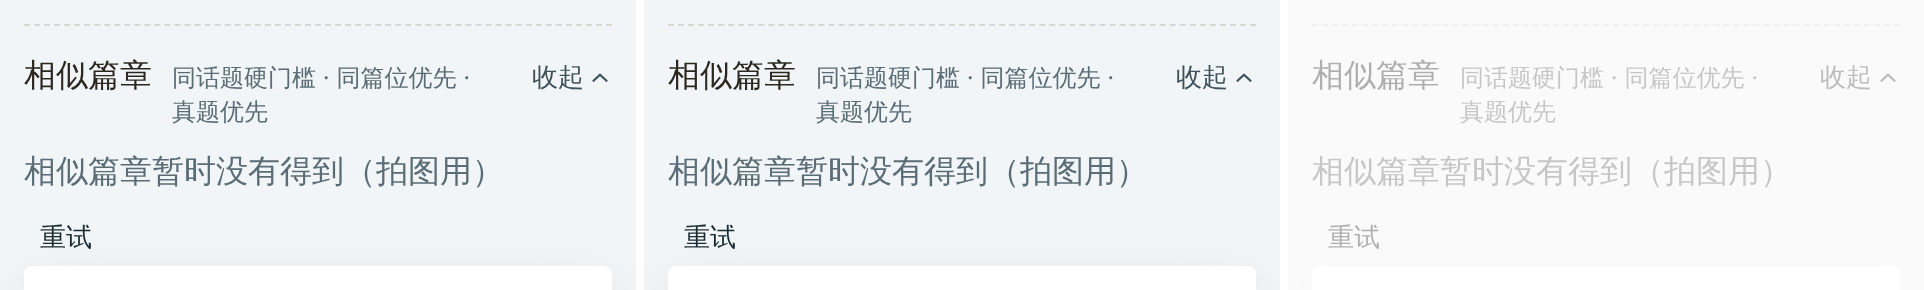 相似篇章 同话题硬门槛 · 同篇位优先 · 收起
真题优先
相似篇章暂时没有得到（拍图用）
重试
相似篇章 同话题硬门槛 · 同篇位优先 · 收起
真题优先
相似篇章暂时没有得到（拍图用）
重试
相似篇章 同话题硬门槛 · 同篇位优先 · 收起
真题优先
相似篇章暂时没有得到（拍图用）
重试